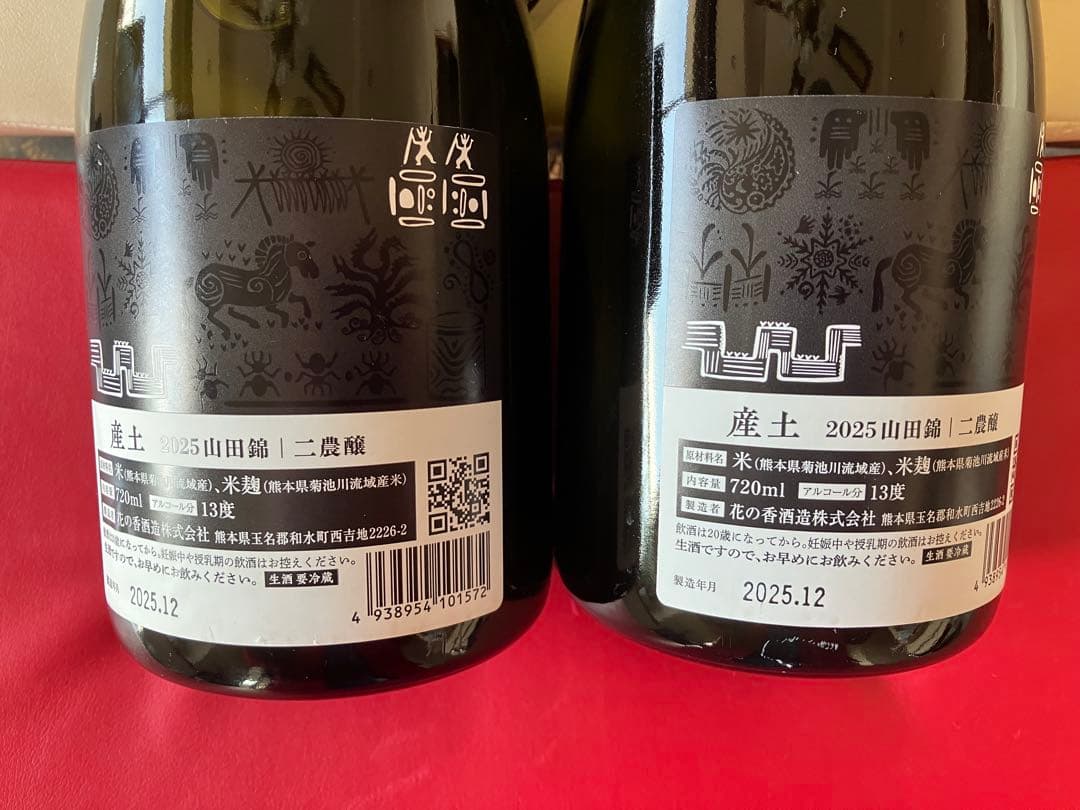 産土 2025山田錦|二農醸
米(熊本県菊池川流域産)、米麹(熊本県菊池川流域産米)
720ml アルコール分 13度
花の香酒造株式会社 熊本県玉名郡和水町西吉地2226-2
飲酒は20歳になってから。妊娠中や授乳期の飲酒はお控えください。
生酒ですので、お早めにお飲みください。 生酒 要冷蔵
製造年月 2025.12
4 938954 101572
産土 2025山田錦|二農醸
原材料名 米(熊本県菊池川流域産)、米麹(熊本県菊池川流域産米)
内容量 720ml アルコール分 13度
製造者 花の香酒造株式会社 熊本県玉名郡和水町西吉地2226-2
飲酒は20歳になってから。妊娠中や授乳期の飲酒はお控えください。
生酒ですので、お早めにお飲みください。 生酒 要冷蔵
製造年月 2025.12
4 9389